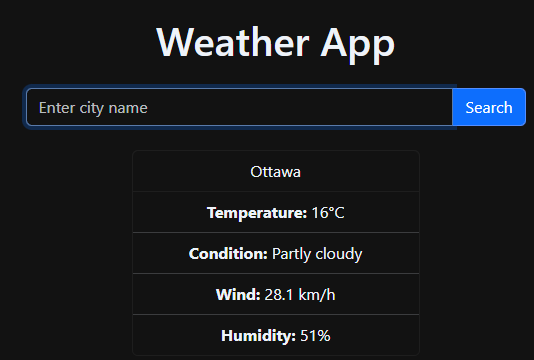 Weather App
Enter city name Search
Ottawa
Temperature: 16°C
Condition: Partly cloudy
Wind: 28.1 km/h
Humidity: 51%